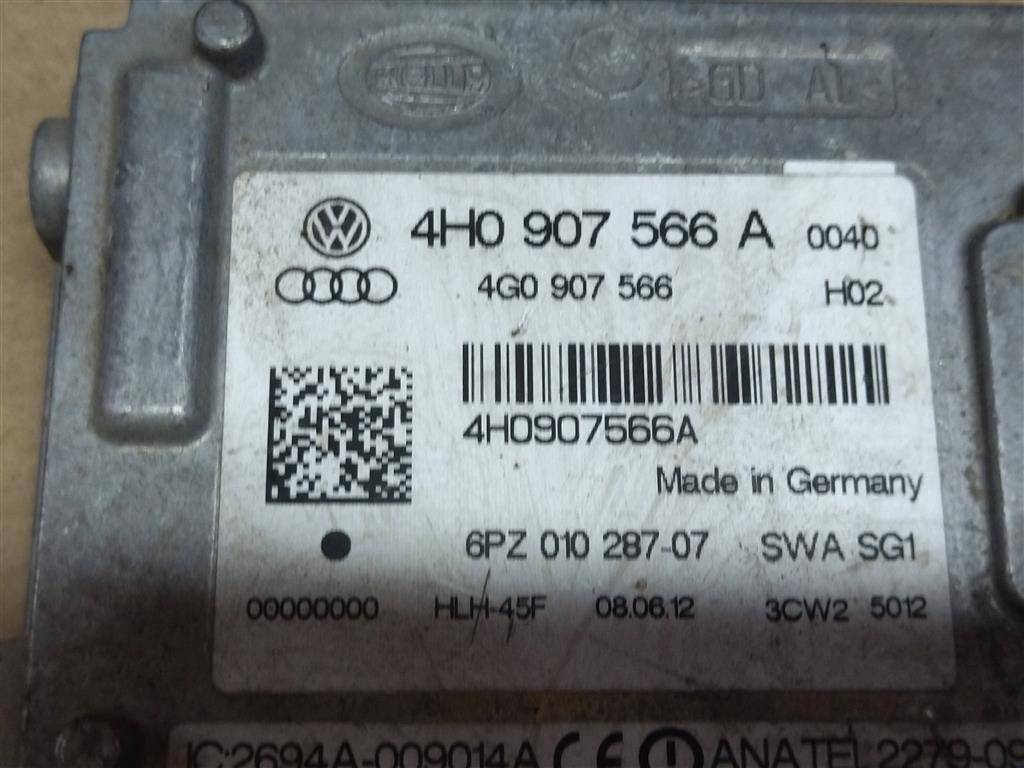 HELLA
>GD AL<
4H0 907 566 A 0040
4G0 907 566 H02
4H0907566A
Made in Germany
6PZ 010 287-07 SWA SG1
00000000 HLH-45F 08.06.12 3CW2 5012
IC:2694A-009014A CE ANATEL 2279-09